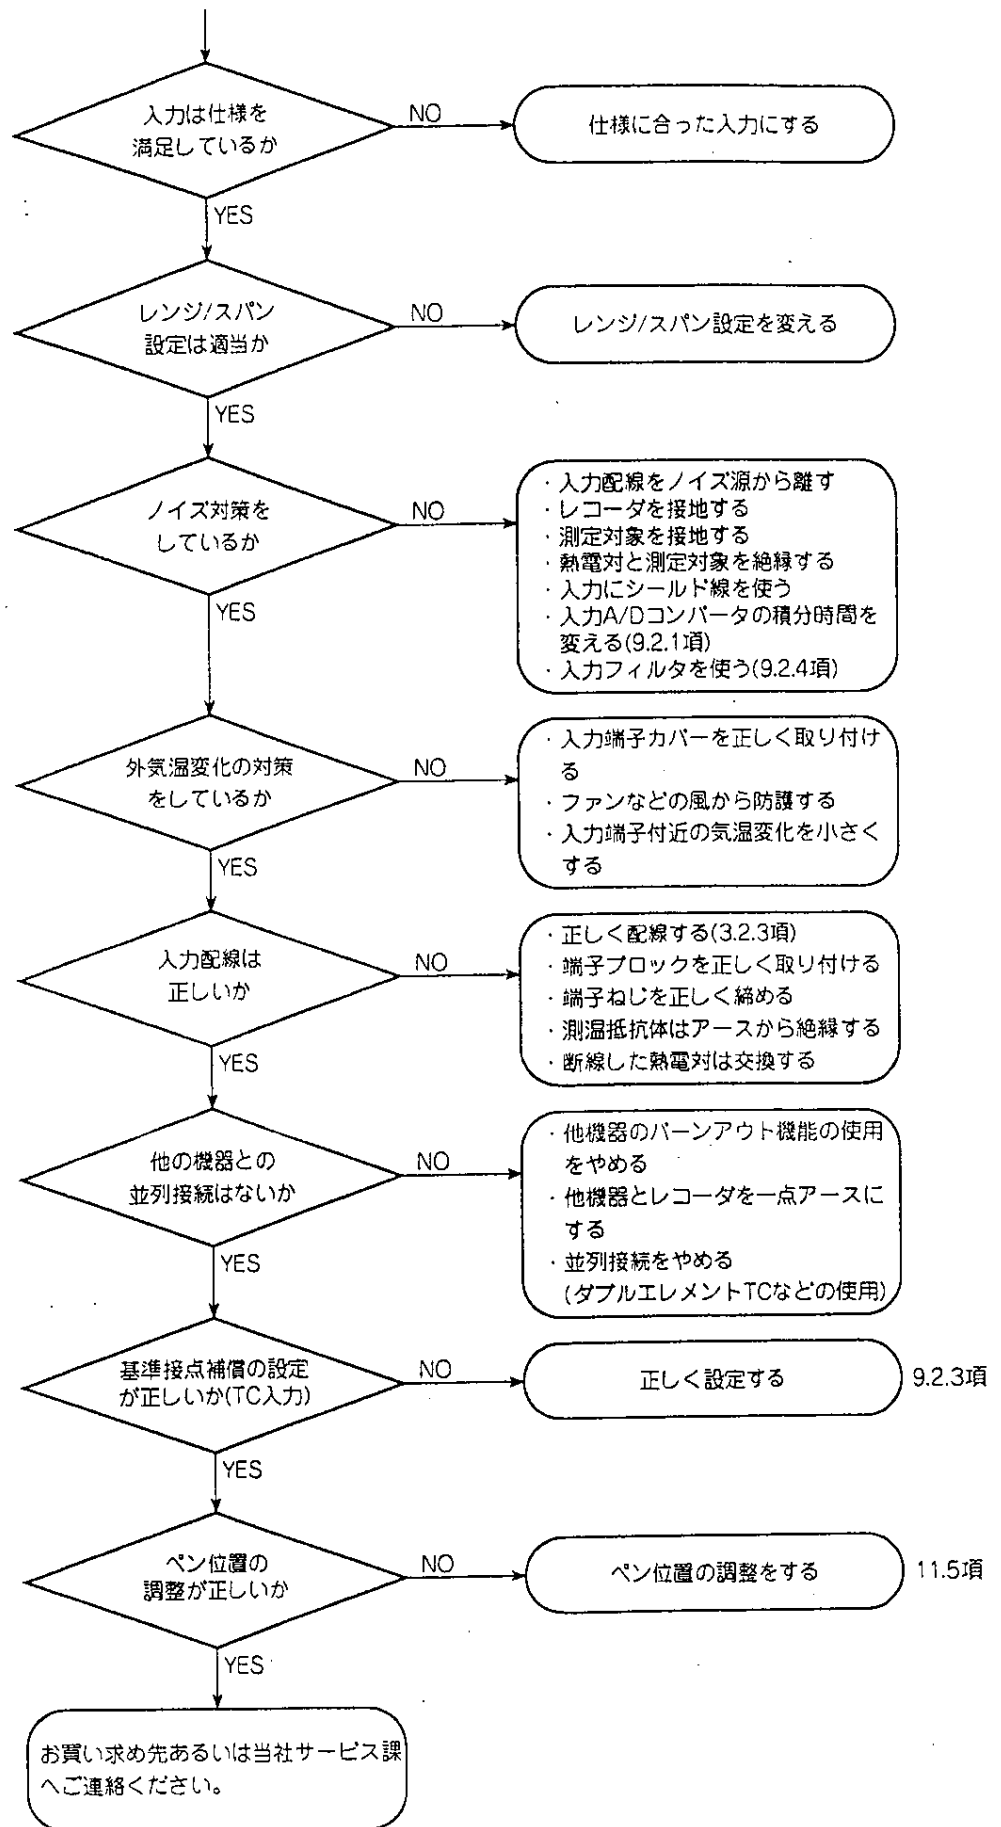 入力は仕様を
満足しているか
NO
仕様に合った入力にする
YES
レンジ/スパン
設定は適当か
NO
レンジ/スパン設定を変える
YES
ノイズ対策を
しているか
NO
・入力配線をノイズ源から離す
・レコーダを接地する
・測定対象を接地する
・熱電対と測定対象を絶縁する
・入力にシールド線を使う
・入力A/Dコンバータの積分時間を
変える(9.2.1項)
・入力フィルタを使う(9.2.4項)
YES
外気温変化の対策
をしているか
NO
・入力端子カバーを正しく取り付け
る
・ファンなどの風から防護する
・入力端子付近の気温変化を小さく
する
YES
入力配線は
正しいか
NO
・正しく配線する(3.2.3項)
・端子ブロックを正しく取り付ける
・端子ねじを正しく締める
・測温抵抗体はアースから絶縁する
・断線した熱電対は交換する
YES
他の機器との
並列接続はないか
NO
・他機器のバーンアウト機能の使用
をやめる
・他機器とレコーダを一点アースに
する
・並列接続をやめる
(ダブルエレメントTCなどの使用)
YES
基準接点補償の設定
が正しいか(TC入力)
NO
正しく設定する
9.2.3項
YES
ペン位置の
調整が正しいか
NO
ペン位置の調整をする
11.5項
YES
お買い求め先あるいは当社サービス課
へご連絡ください。